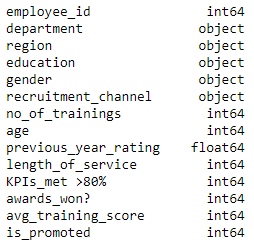 employee_id int64
department object
region object
education object
gender object
recruitment_channel object
no_of_trainings int64
age int64
previous_year_rating float64
length_of_service int64
KPIs_met >80% int64
awards_won? int64
avg_training_score int64
is_promoted int64